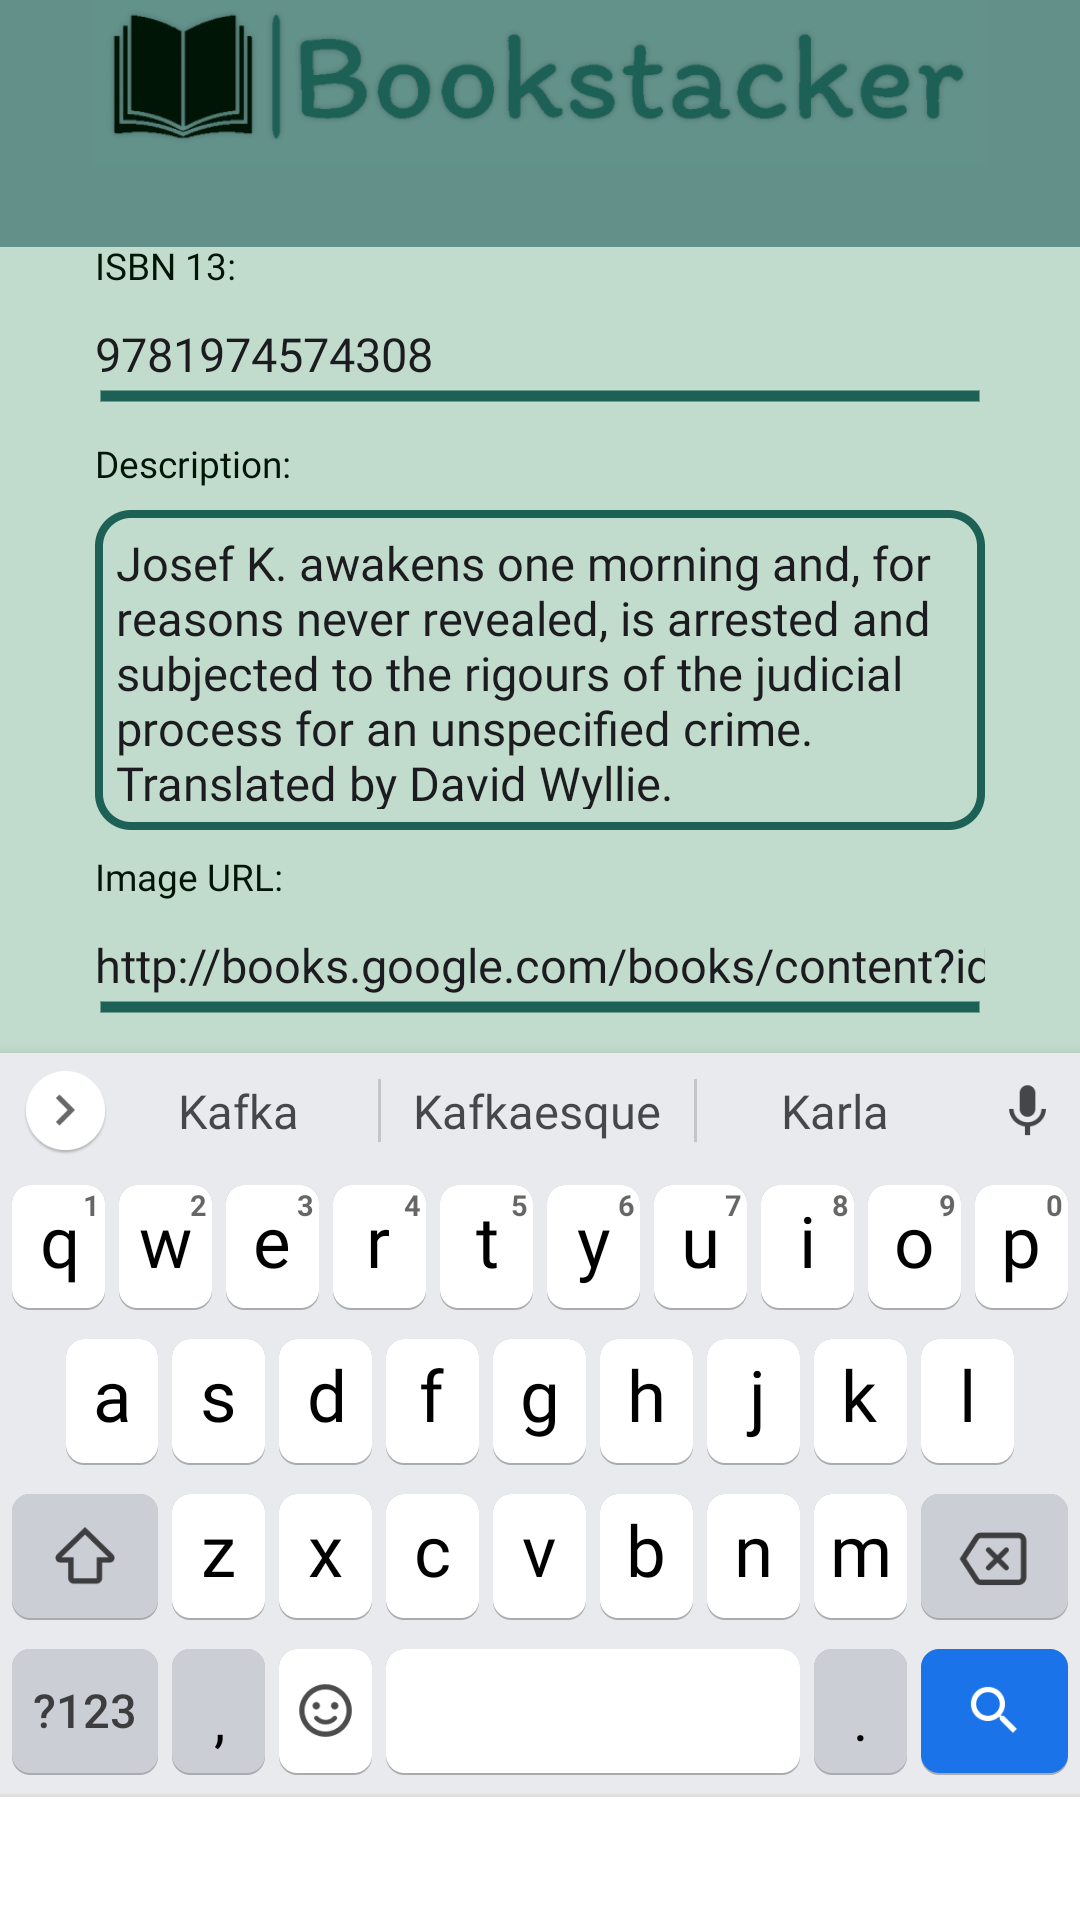 Bookstacker
ISBN 13:
9781974574308
Description:
Josef K. awakens one morning and, for
reasons never revealed, is arrested and
subjected to the rigours of the judicial
process for an unspecified crime.
Translated by David Wyllie.
Image URL:
http://books.google.com/books/content?id
Kafka Kafkaesque Karla
q 1 w 2 e 3 r 4 t 5 y 6 u 7 i 8 o 9 p 0
a s d f g h j k l
z x c v b n m
?123 , .